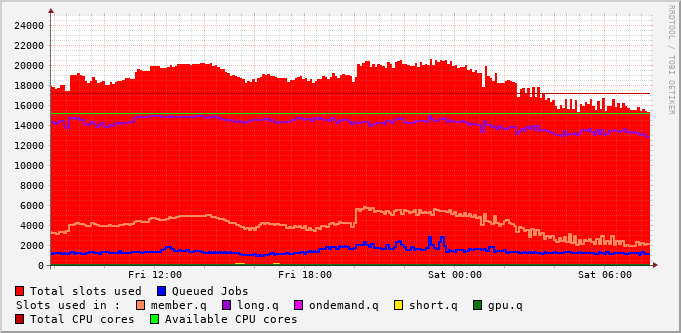 24000
22000
20000
18000
16000
14000
12000
10000
8000
6000
4000
2000
0
Fri 12:00 Fri 18:00 Sat 00:00 Sat 06:00
Total slots used Queued Jobs
Slots used in : member.q long.q ondemand.q short.q gpu.q
Total CPU cores Available CPU cores
RRDTOOL / TOBI OETIKER